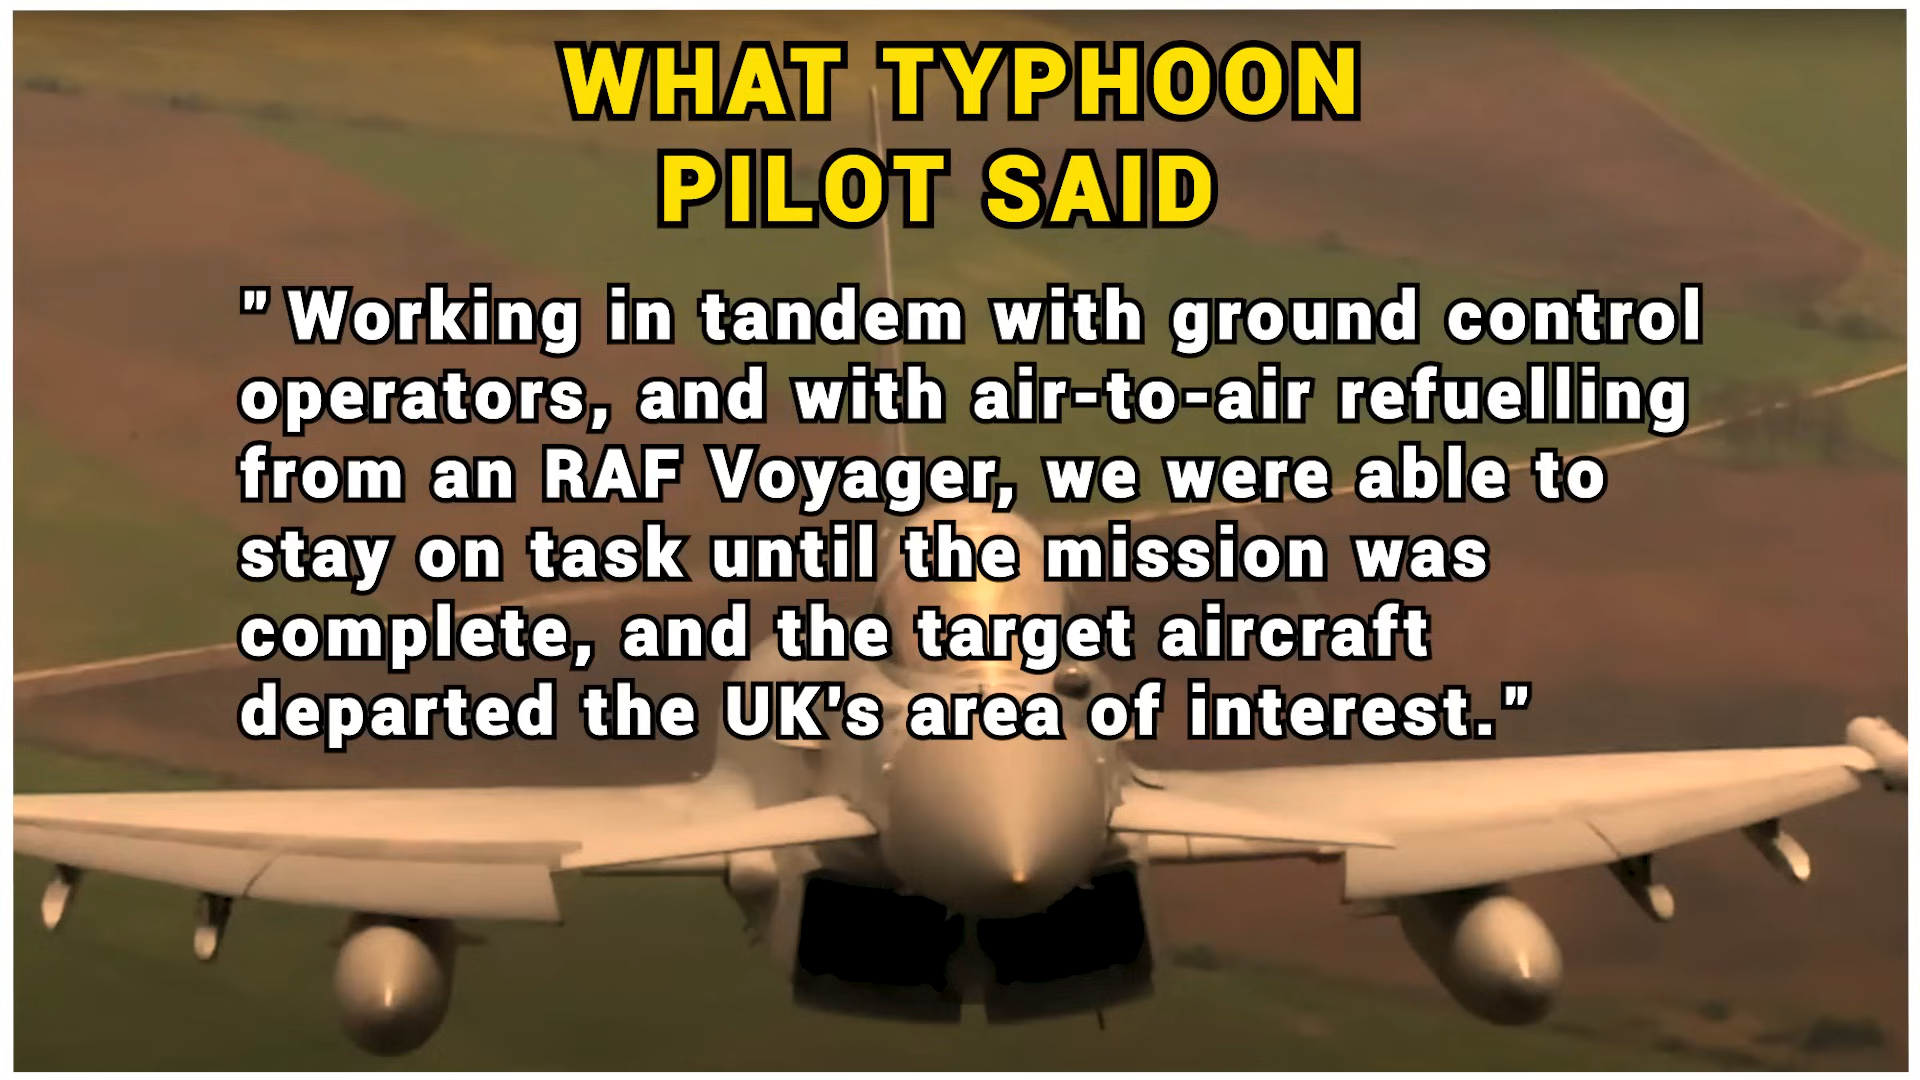 WHAT TYPHOON
PILOT SAID
" Working in tandem with ground control
operators, and with air-to-air refuelling
from an RAF Voyager, we were able to
stay on task until the mission was
complete, and the target aircraft
departed the UK's area of interest."